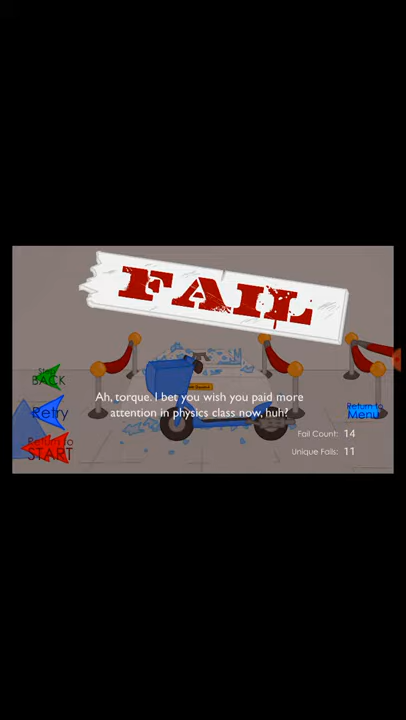 FAIL
BACK
Ah, torque. I bet you wish you paid more
attention in physics class now, huh?
Retry
Return to
Menu
Return to
START
Fail Count: 14
Unique Fails: 11